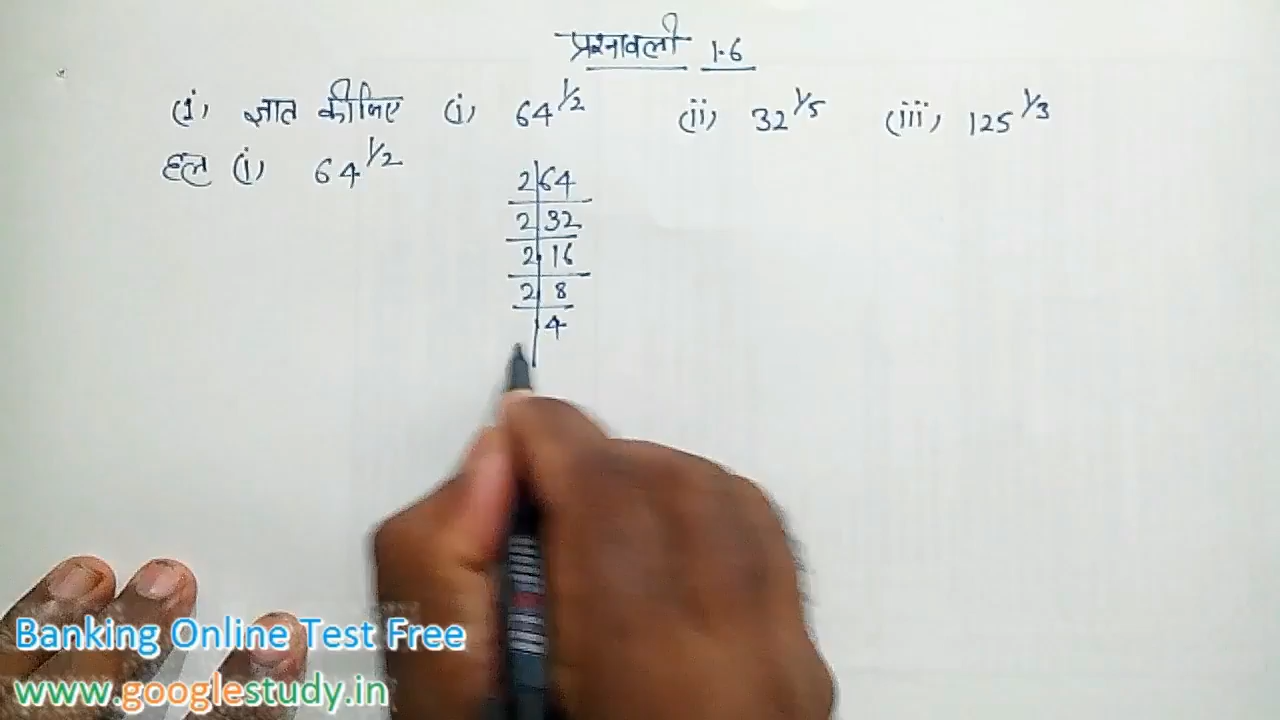 प्रश्नावली 1.6
(1) ज्ञात कीजिए (i) 64^1/2 (ii) 32^1/5 (iii) 125^1/3
हल (i) 64^1/2
2 64
2 32
2 16
2 8
4
Banking Online Test Free
www.googlestudy.in